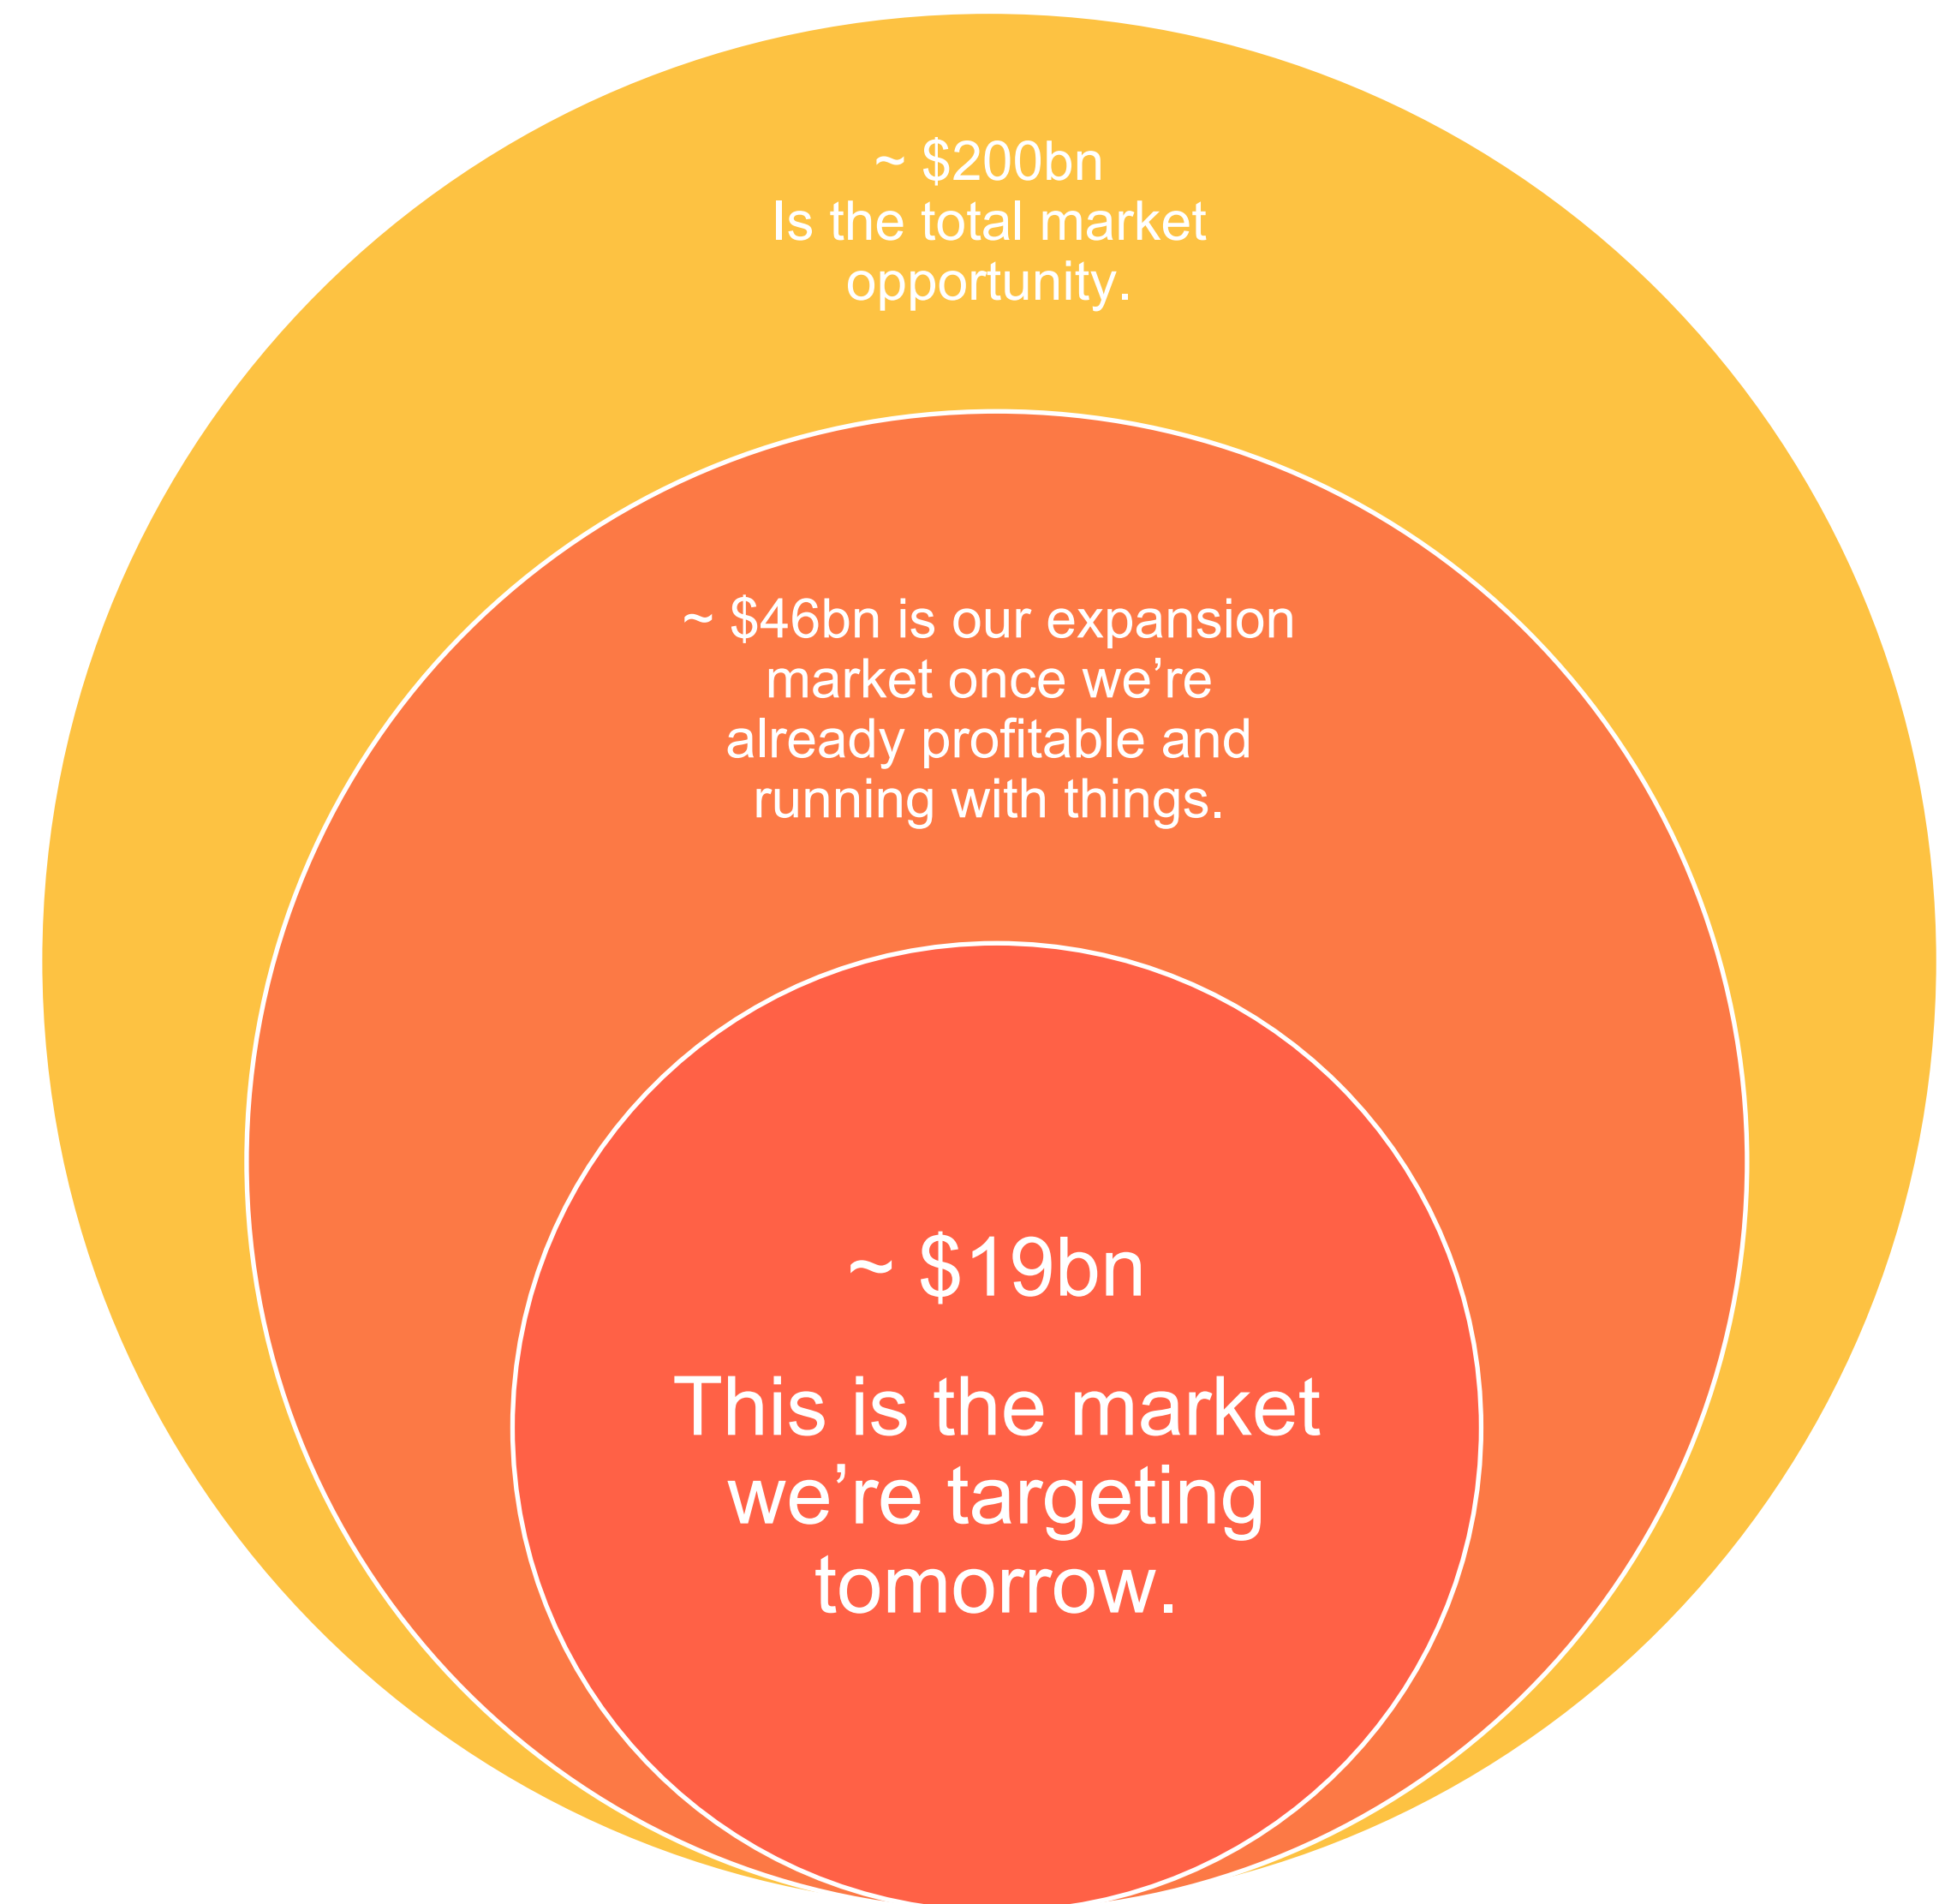 ~ $200bn
Is the total market
opportunity.
~ $46bn is our expansion
market once we’re
already profitable and
running with things.
~ $19bn
This is the market
we’re targeting
tomorrow.